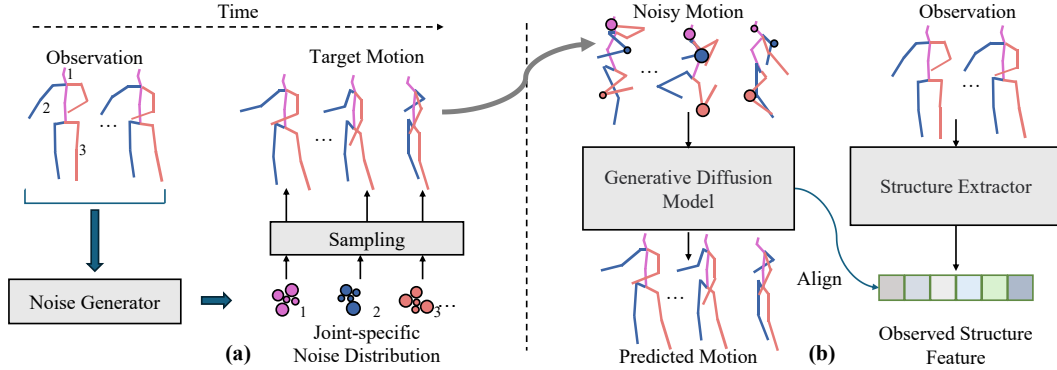 Time
Observation
1
2
3
...
Target Motion
...
Noise Generator
Sampling
1
2
3
...
Joint-specific
Noise Distribution
(a)
Noisy Motion
...
Generative Diffusion
Model
...
Predicted Motion
Align
(b)
Observation
...
Structure Extractor
Observed Structure
Feature